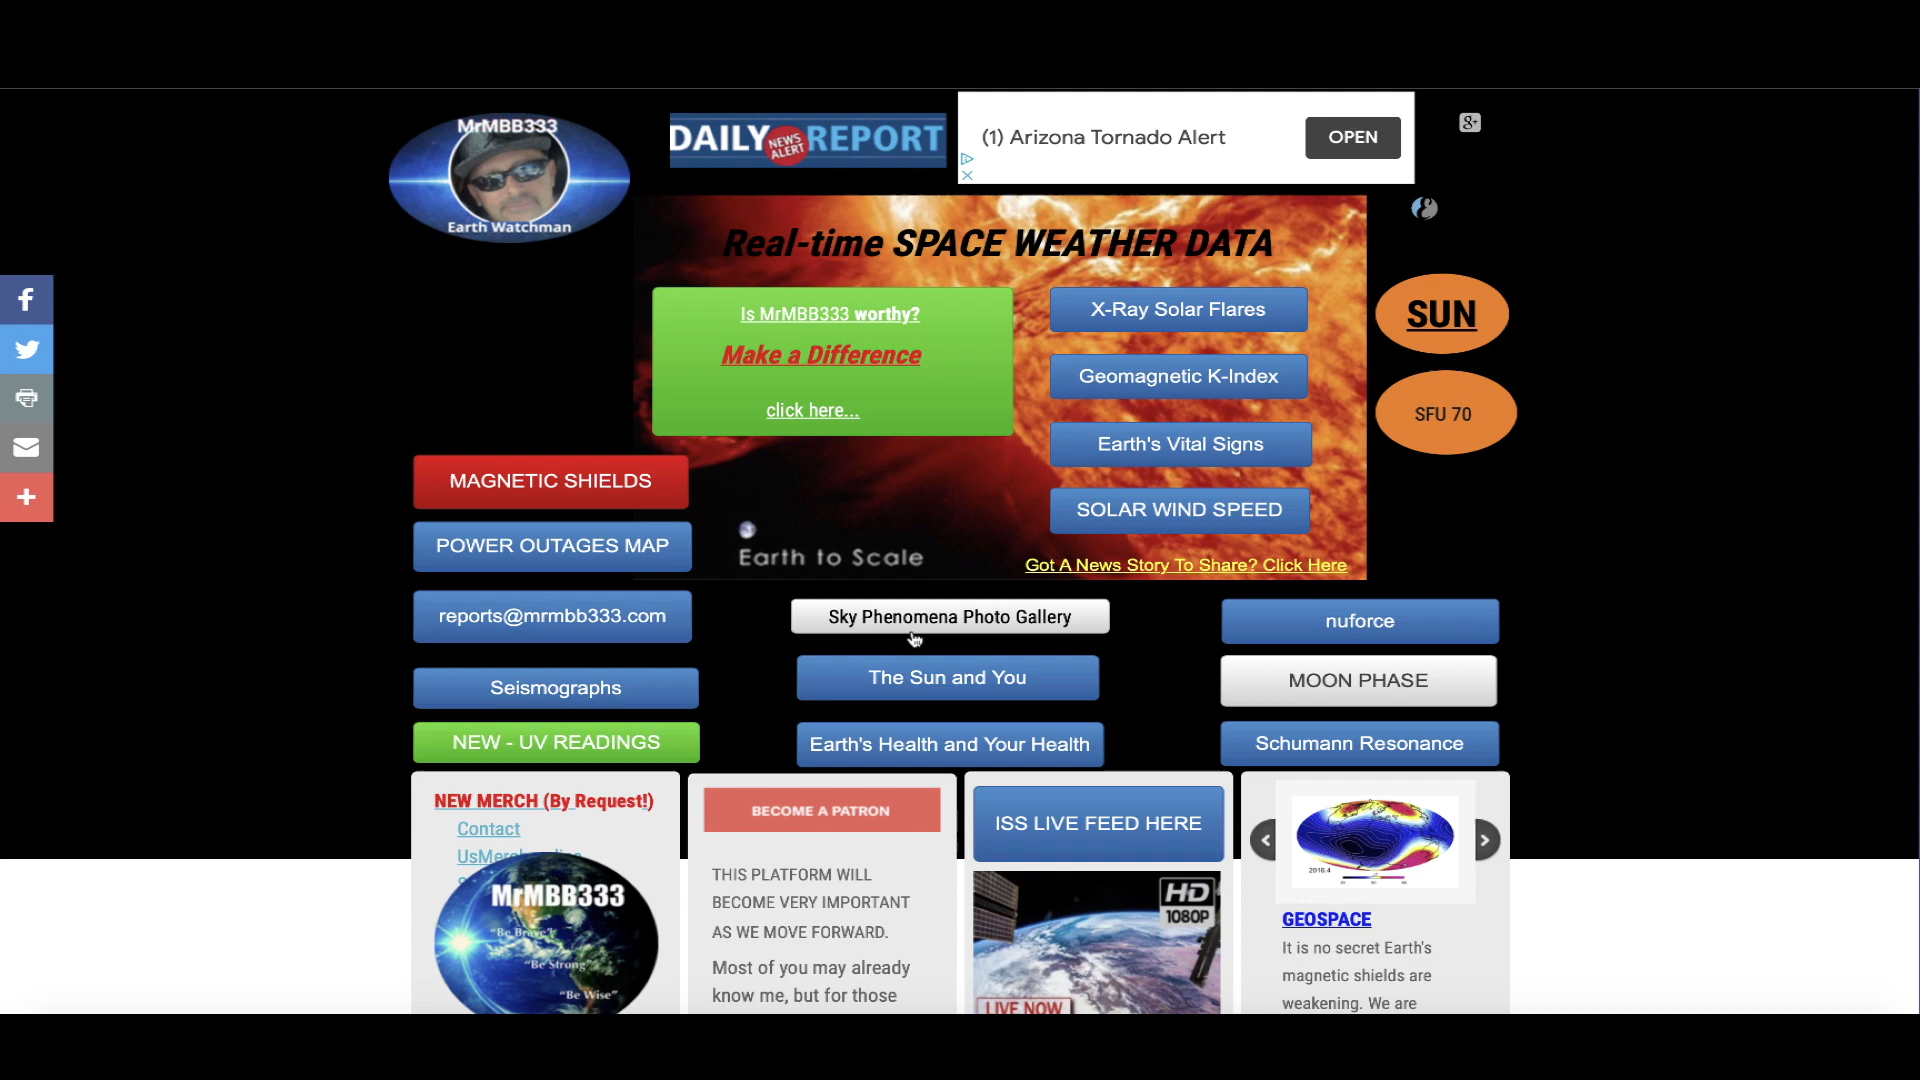 MrMBB333
Earth Watchman
DAILY NEWS ALERT REPORT
(1) Arizona Tornado Alert
OPEN
Real-time SPACE WEATHER DATA
Is MrMBB333 worthy?
Make a Difference
click here...
X-Ray Solar Flares
Geomagnetic K-Index
Earth's Vital Signs
SOLAR WIND SPEED
Got A News Story To Share? Click Here
Earth to Scale
SUN
SFU 70
MAGNETIC SHIELDS
POWER OUTAGES MAP
reports@mrmbb333.com
Seismographs
NEW - UV READINGS
Sky Phenomena Photo Gallery
The Sun and You
Earth's Health and Your Health
nuforce
MOON PHASE
Schumann Resonance
NEW MERCH (By Request!)
Contact
MrMBB333
"Be Brave"
"Be Strong"
"Be Wise"
BECOME A PATRON
THIS PLATFORM WILL
BECOME VERY IMPORTANT
AS WE MOVE FORWARD.
Most of you may already
know me, but for those
ISS LIVE FEED HERE
HD
1080P
LIVE NOW
2016.4
GEOSPACE
It is no secret Earth's
magnetic shields are
weakening. We are